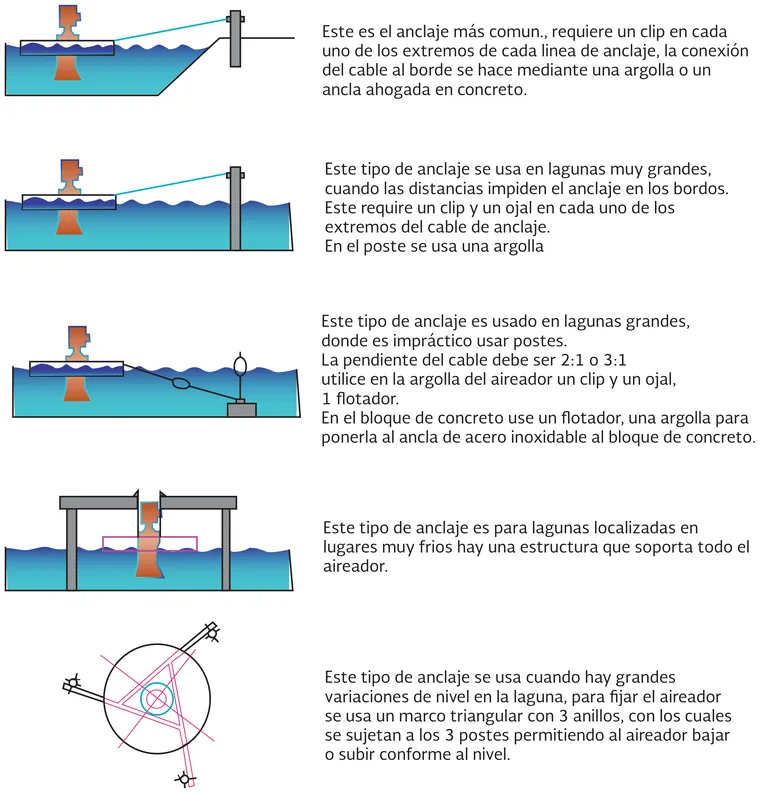 Este es el anclaje más comun., requiere un clip en cada
uno de los extremos de cada linea de anclaje, la conexión
del cable al borde se hace mediante una argolla o un
ancla ahogada en concreto.
Este tipo de anclaje se usa en lagunas muy grandes,
cuando las distancias impiden el anclaje en los bordos.
Este require un clip y un ojal en cada uno de los
extremos del cable de anclaje.
En el poste se usa una argolla
Este tipo de anclaje es usado en lagunas grandes,
donde es impráctico usar postes.
La pendiente del cable debe ser 2:1 o 3:1
utilice en la argolla del aireador un clip y un ojal,
1 flotador.
En el bloque de concreto use un flotador, una argolla para
ponerla al ancla de acero inoxidable al bloque de concreto.
Este tipo de anclaje es para lagunas localizadas en
lugares muy frios hay una estructura que soporta todo el
aireador.
Este tipo de anclaje se usa cuando hay grandes
variaciones de nivel en la laguna, para fijar el aireador
se usa un marco triangular con 3 anillos, con los cuales
se sujetan a los 3 postes permitiendo al aireador bajar
o subir conforme al nivel.